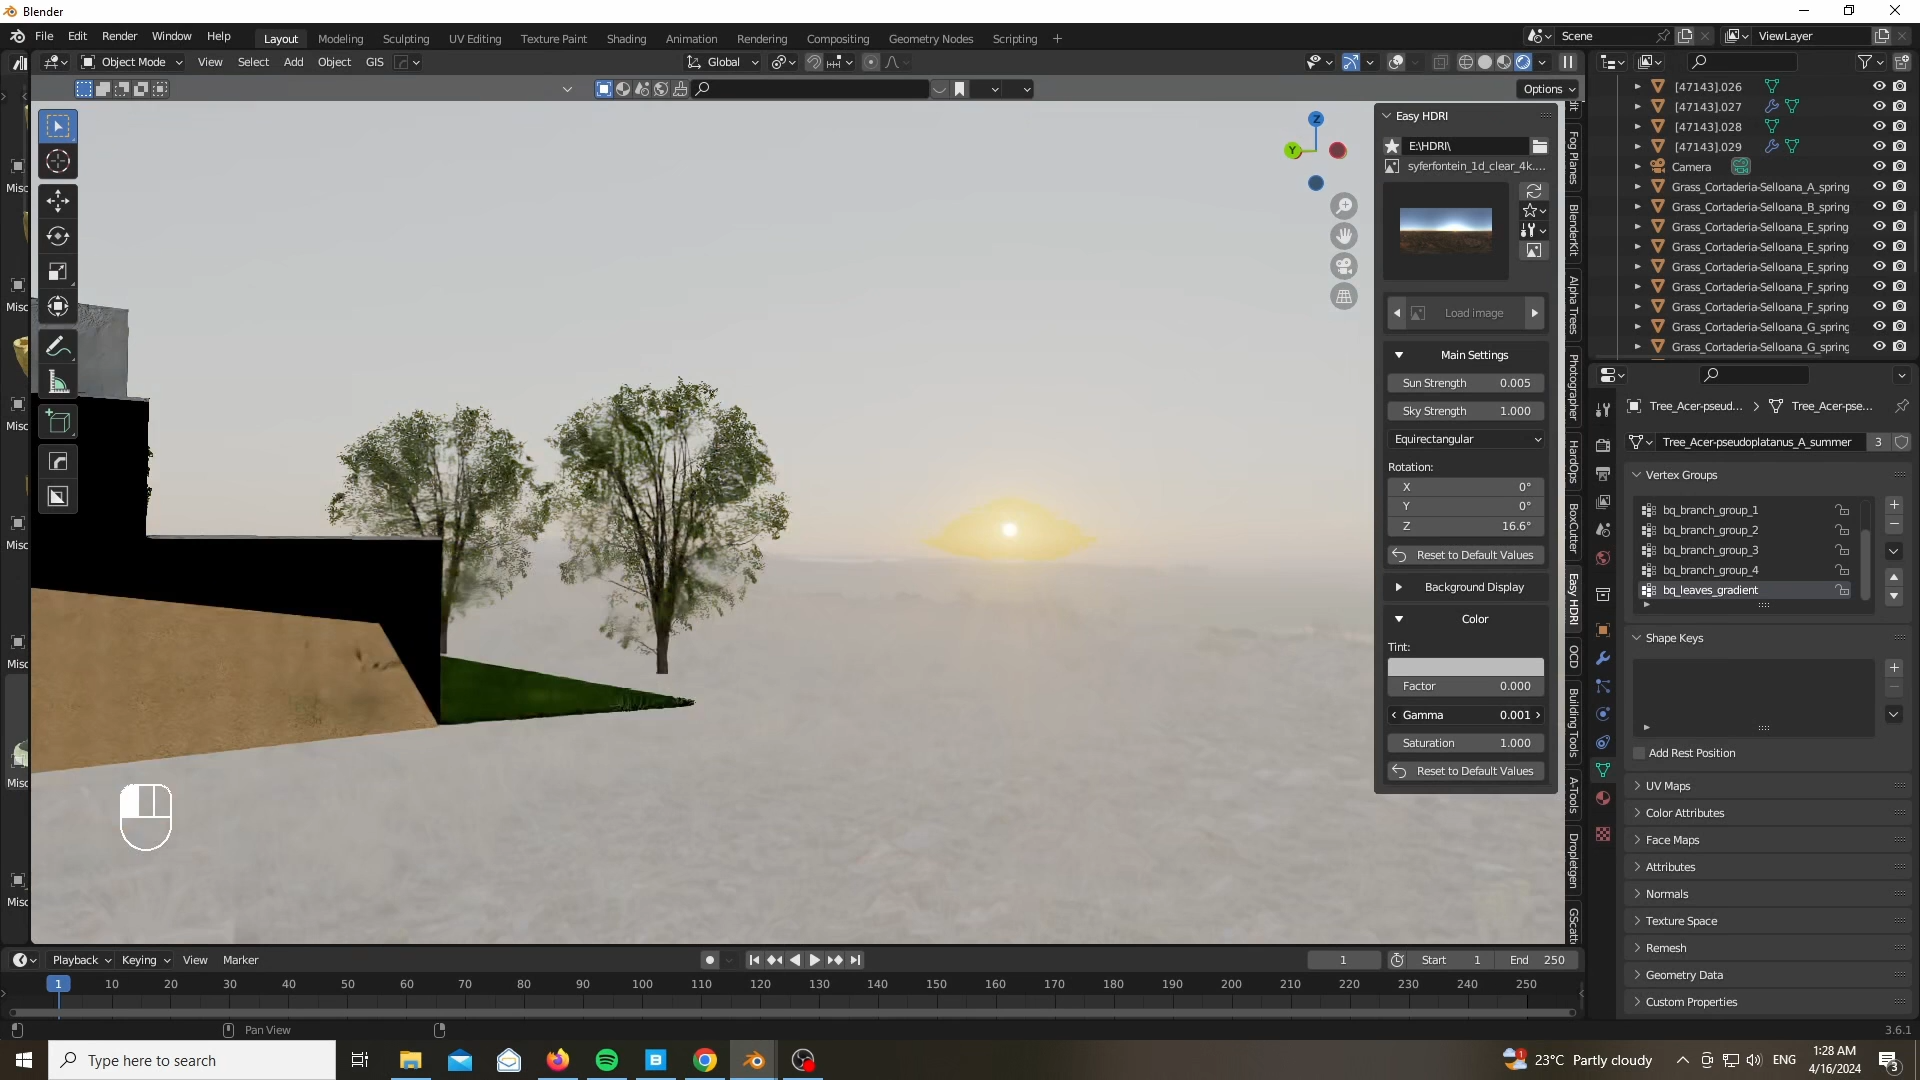 Blender
File Edit Render Window Help
Layout Modeling Sculpting UV Editing Texture Paint Shading Animation Rendering Compositing Geometry Nodes Scripting +
Scene
ViewLayer
Object Mode View Select Add Object GIS
Global
Options
Easy HDRI
E:\HDRI\
syferfontein_1d_clear_4k....
Load image
Main Settings
Sun Strength 0.005
Sky Strength 1.000
Equirectangular
Rotation:
X 0°
Y 0°
Z 16.6°
Reset to Default Values
Background Display
Color
Tint:
Factor 0.000
Gamma 0.001
Saturation 1.000
Reset to Default Values
Z
Y
Fog Planes
BlenderKit
Alpha Trees
Photographer
HardOps
BoxCutter
Easy HDRI
OCD
Building Tools
A-Tools
Dropletgen
GScatt
Misc
Misc
Misc
Misc
Misc
Misc
Misc
[47143].026
[47143].027
[47143].028
[47143].029
Camera
Grass_Cortaderia-Selloana_A_spring
Grass_Cortaderia-Selloana_B_spring
Grass_Cortaderia-Selloana_E_spring
Grass_Cortaderia-Selloana_E_spring
Grass_Cortaderia-Selloana_E_spring
Grass_Cortaderia-Selloana_F_spring
Grass_Cortaderia-Selloana_F_spring
Grass_Cortaderia-Selloana_G_spring
Grass_Cortaderia-Selloana_G_spring
Tree_Acer-pseud... Tree_Acer-pse...
Tree_Acer-pseudoplatanus_A_summer 3
Vertex Groups
bq_branch_group_1
bq_branch_group_2
bq_branch_group_3
bq_branch_group_4
bq_leaves_gradient
Shape Keys
Add Rest Position
UV Maps
Color Attributes
Face Maps
Attributes
Normals
Texture Space
Remesh
Geometry Data
Custom Properties
Playback Keying View Marker
1 Start 1 End 250
1 10 20 30 40 50 60 70 80 90 100 110 120 130 140 150 160 170 180 190 200 210 220 230 240 250
Pan View
3.6.1
Type here to search
23°C Partly cloudy
ENG
1:28 AM
4/16/2024
3